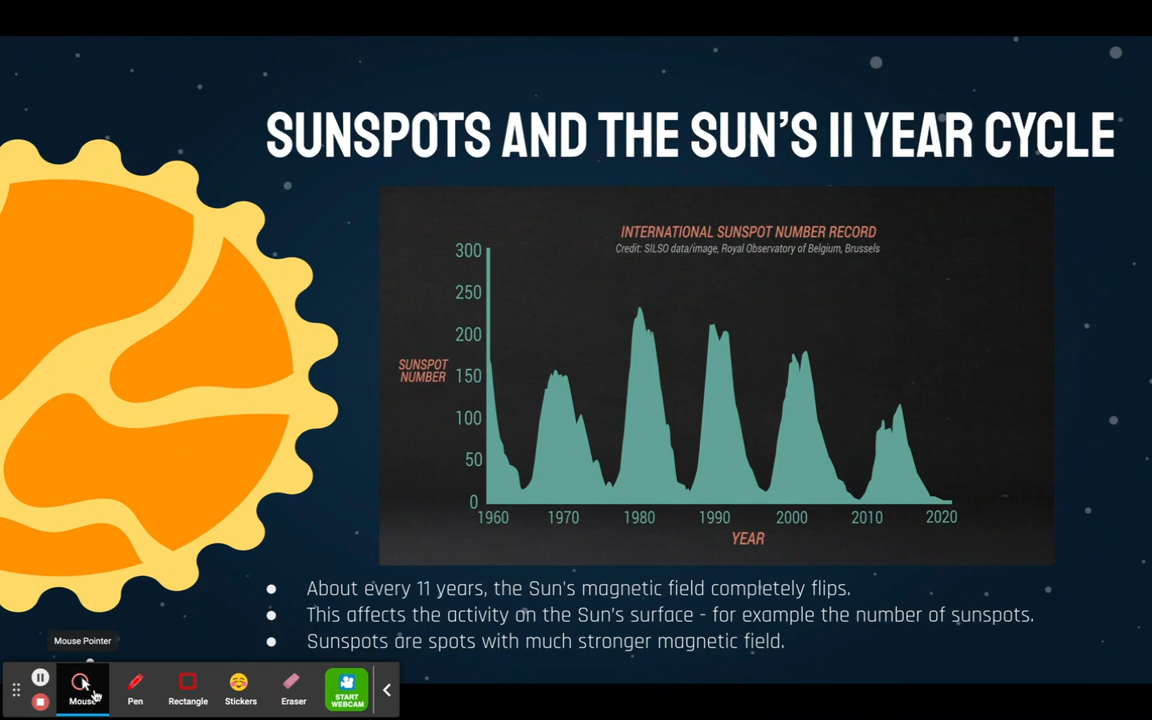 SUNSPOTS AND THE SUN'S 11 YEAR CYCLE
INTERNATIONAL SUNSPOT NUMBER RECORD
Credit: SILSO data/image, Royal Observatory of Belgium, Brussels
300
250
200
SUNSPOT
NUMBER
150
100
50
0
1960 1970 1980 1990 2000 2010 2020
YEAR
● About every 11 years, the Sun's magnetic field completely flips.
● This affects the activity on the Sun's surface - for example the number of sunspots.
● Sunspots are spots with much stronger magnetic field.
Mouse Pointer
Mouse Pen Rectangle Stickers Eraser
START
WEBCAM